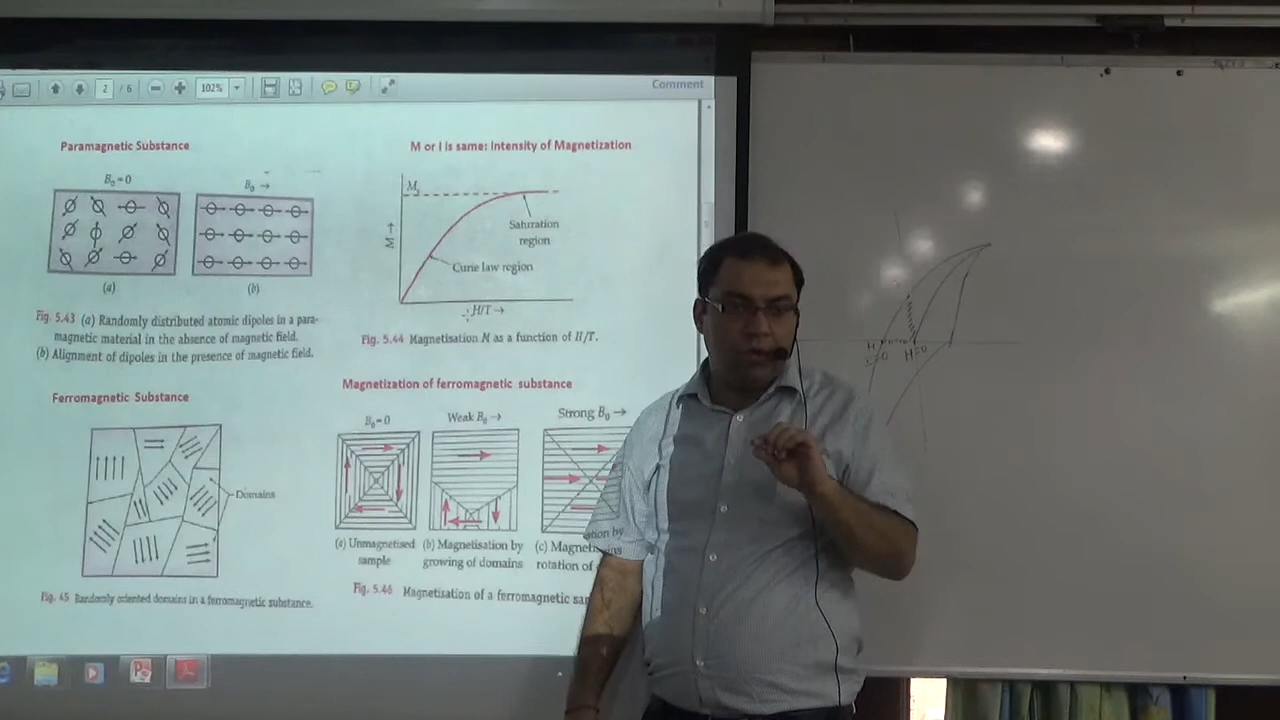 2 / 6
102%
Comment
Paramagnetic Substance
M or I is same: Intensity of Magnetization
B₀ = 0
B₀ →
(a)
(b)
Fig. 5.43 (a) Randomly distributed atomic dipoles in a para-
magnetic material in the absence of magnetic field.
(b) Alignment of dipoles in the presence of magnetic field.
M →
Saturation
region
Curie law region
H/T →
Fig. 5.44 Magnetisation M as a function of H/T.
Ferromagnetic Substance
Domains
Fig. 45 Randomly oriented domains in a ferromagnetic substance.
Magnetization of ferromagnetic substance
B₀ = 0
Weak B₀ →
Strong B₀ →
(a) Unmagnetised
sample
(b) Magnetisation by
growing of domains
(c)
rotation of
Fig. 5.46 Magnetisation of a ferromagnetic
H=0